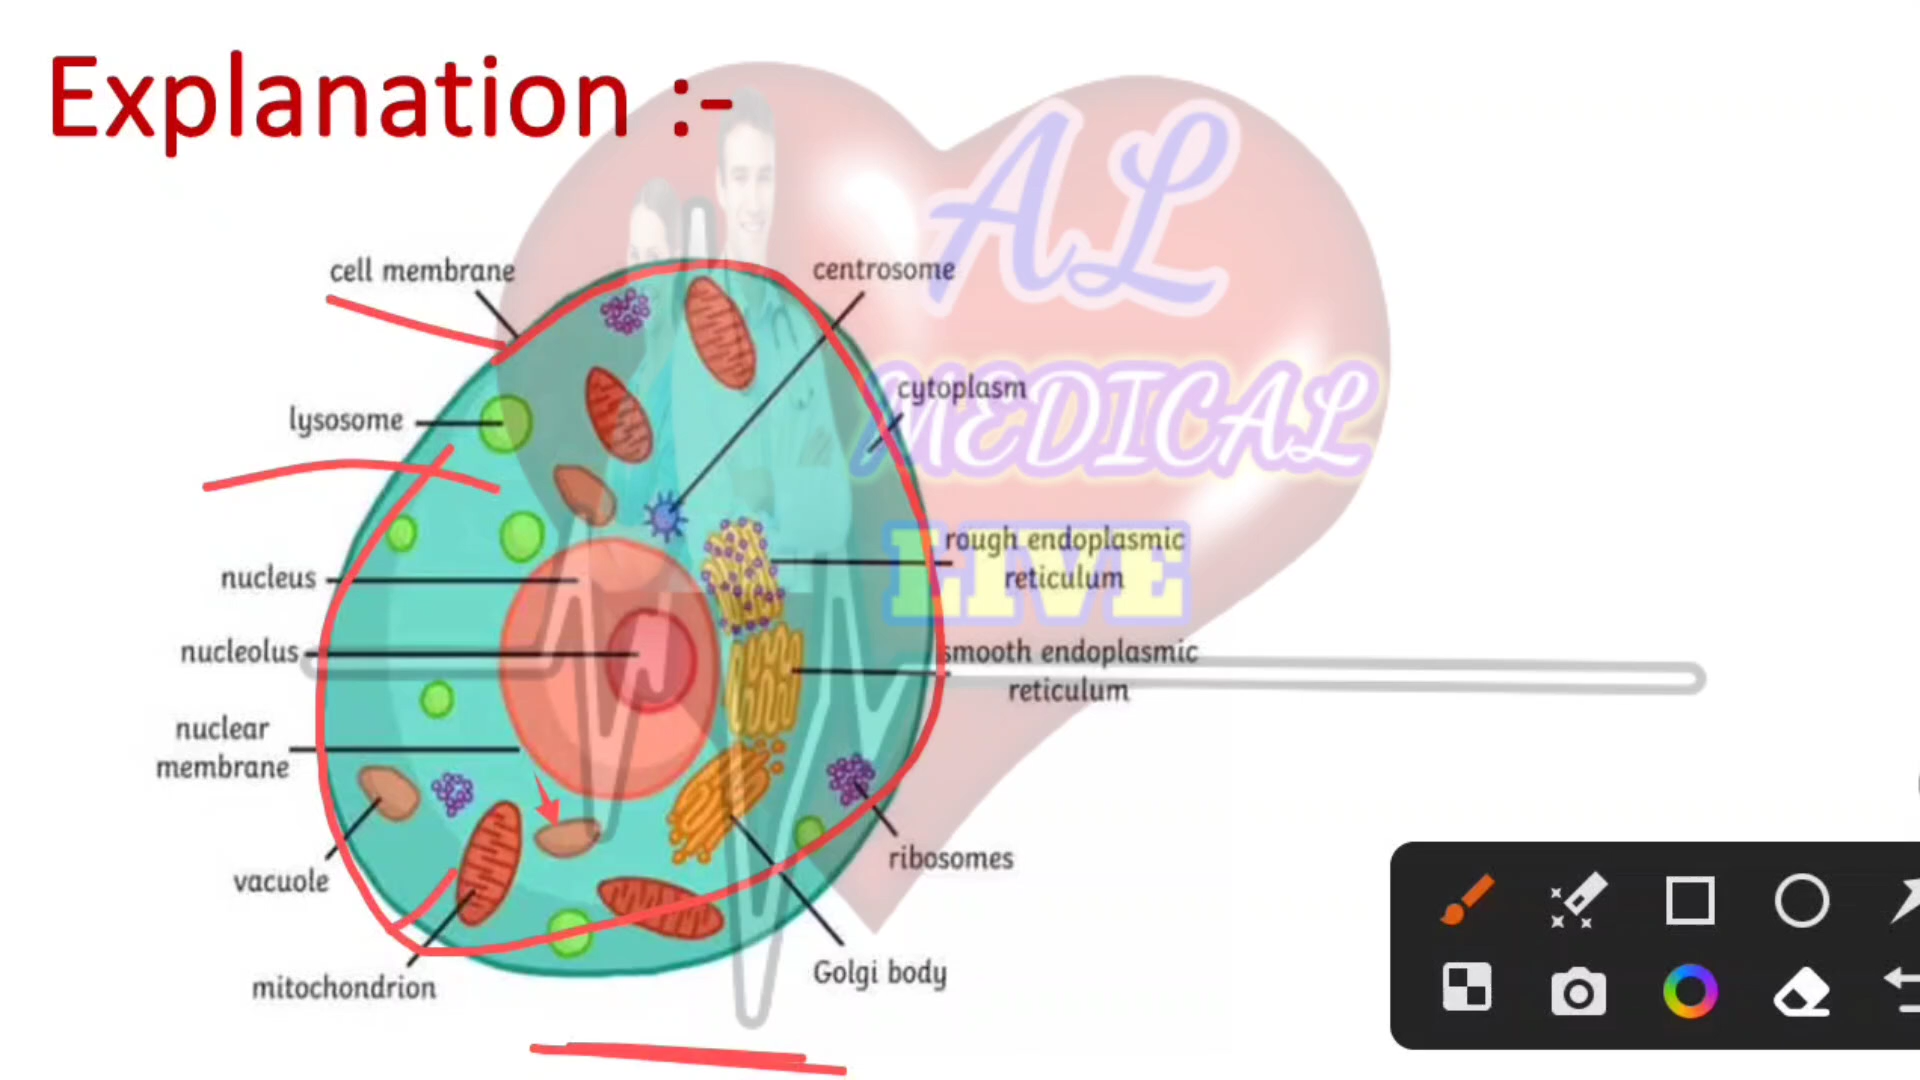 Explanation :-
AL
MEDICAL
LIVE
cell membrane
centrosome
cytoplasm
lysosome
rough endoplasmic
reticulum
nucleus
nucleolus
smooth endoplasmic
reticulum
nuclear
membrane
ribosomes
vacuole
Golgi body
mitochondrion